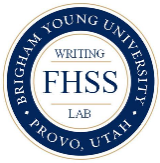 BRIGHAM YOUNG UNIVERSITY
WRITING
FHSS
LAB
• PROVO, UTAH •